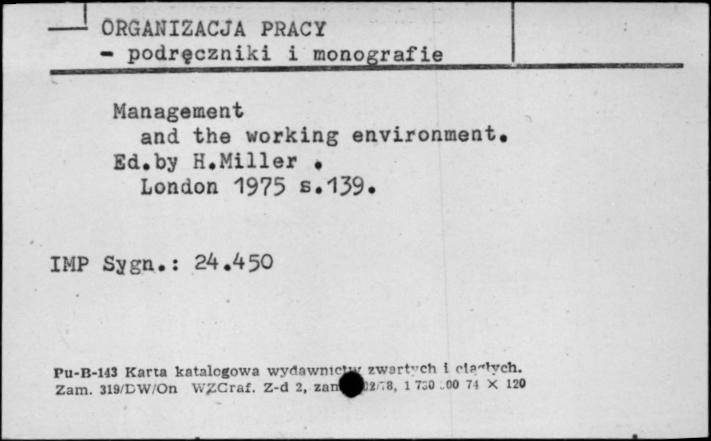 ORGANIZACJA PRACY
- podręczniki i monografie
Management
and the working environment.
Ed.by H.Miller .
London 1975 s.139.
IMP Sygn.: 24.450
Pu-B-143 Karta katalogowa wydawnictw zwartych i ciągłych.
Zam. 319/DW/On WZGraf. Z-d 2, 74 X 120